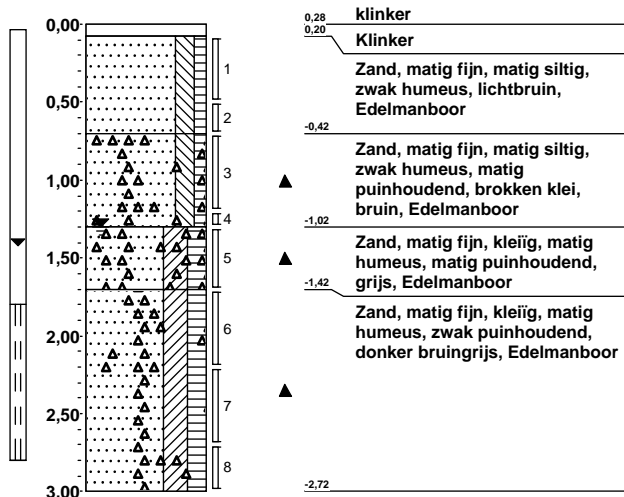 0,28 klinker
0,00
0,20 Klinker
Zand, matig fijn, matig siltig,
zwak humeus, lichtbruin,
Edelmanboor
1
0,50
2
-0,42
Zand, matig fijn, matig siltig,
zwak humeus, matig
puinhoudend, brokken klei,
bruin, Edelmanboor
3
1,00
4
-1,02
Zand, matig fijn, kleiïg, matig
humeus, matig puinhoudend,
grijs, Edelmanboor
5
1,50
-1,42
Zand, matig fijn, kleiïg, matig
humeus, zwak puinhoudend,
donker bruingrijs, Edelmanboor
6
2,00
7
2,50
8
3,00
-2,72